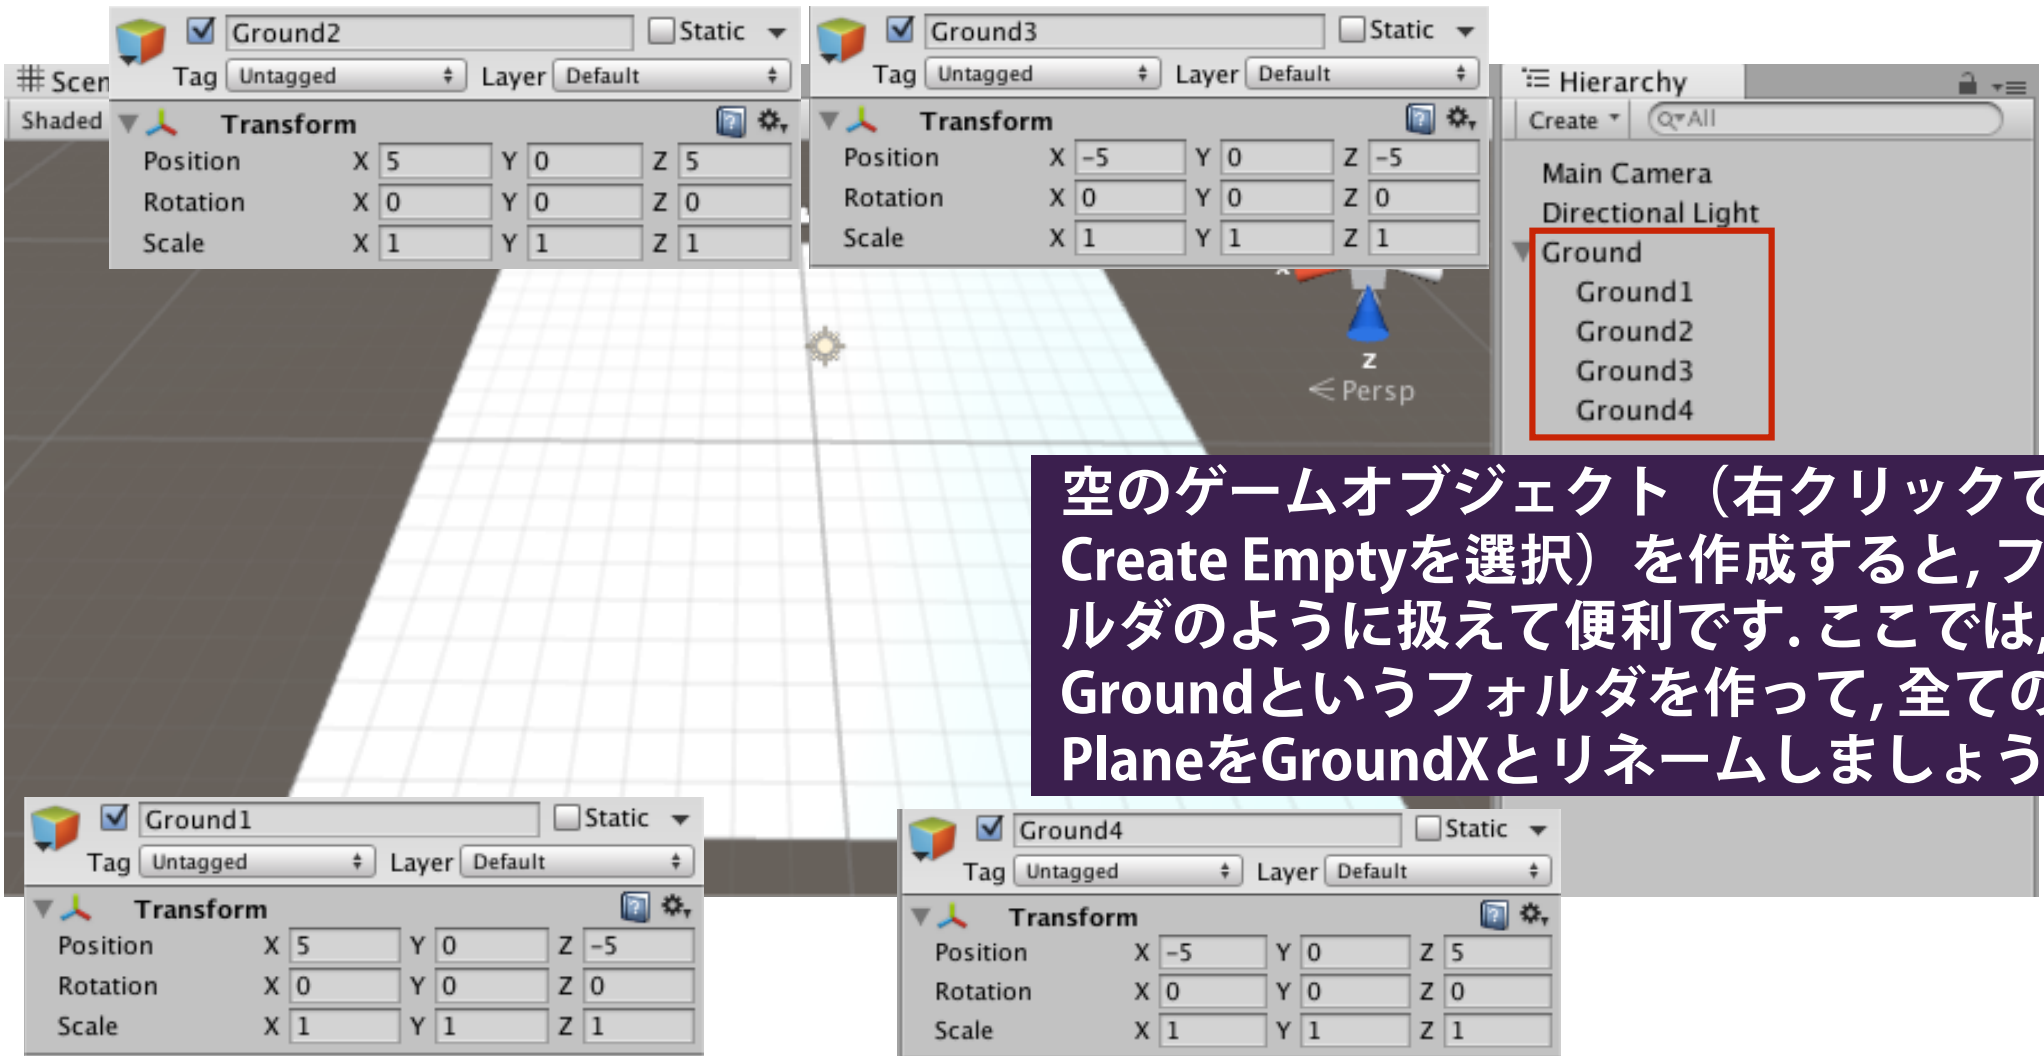 Ground2 Static
Tag Untagged Layer Default
Transform
Position X 5 Y 0 Z 5
Rotation X 0 Y 0 Z 0
Scale X 1 Y 1 Z 1
Ground3 Static
Tag Untagged Layer Default
Transform
Position X -5 Y 0 Z -5
Rotation X 0 Y 0 Z 0
Scale X 1 Y 1 Z 1
Shaded
z
Persp
Hierarchy
Create All
Main Camera
Directional Light
Ground
Ground1
Ground2
Ground3
Ground4
空のゲームオブジェクト（右クリックで
Create Emptyを選択）を作成すると, フ
ルダのように扱えて便利です. ここでは,
Groundというフォルダを作って, 全ての
PlaneをGroundXとリネームしましょう
Ground1 Static
Tag Untagged Layer Default
Transform
Position X 5 Y 0 Z -5
Rotation X 0 Y 0 Z 0
Scale X 1 Y 1 Z 1
Ground4 Static
Tag Untagged Layer Default
Transform
Position X -5 Y 0 Z 5
Rotation X 0 Y 0 Z 0
Scale X 1 Y 1 Z 1